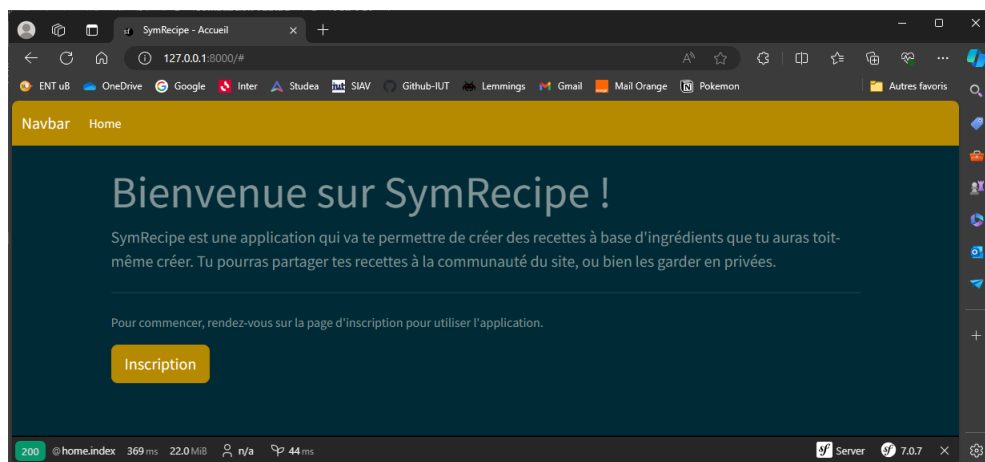 SymRecipe - Accueil
127.0.0.1:8000/#
ENT uB OneDrive Google Inter Studea SIAV Github-IUT Lemmings Gmail Mail Orange Pokemon Autres favoris
Navbar Home
Bienvenue sur SymRecipe !
SymRecipe est une application qui va te permettre de créer des recettes à base d'ingrédients que tu auras toit-
même créer. Tu pourras partager tes recettes à la communauté du site, ou bien les garder en privées.
Pour commencer, rendez-vous sur la page d'inscription pour utiliser l'application.
Inscription
200 @home.index 369 ms 22.0 MiB n/a 44 ms Server 7.0.7